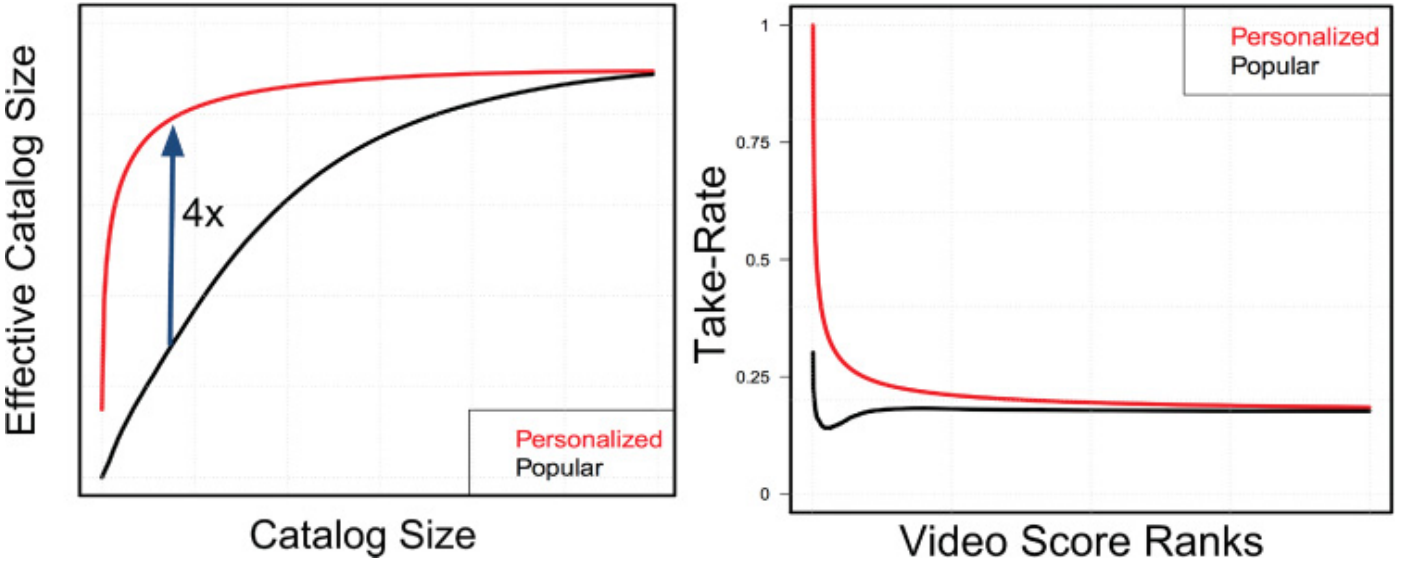 Effective Catalog Size
4x
Personalized
Popular
Catalog Size
Take-Rate
1
0.75
0.5
0.25
0
Personalized
Popular
Video Score Ranks